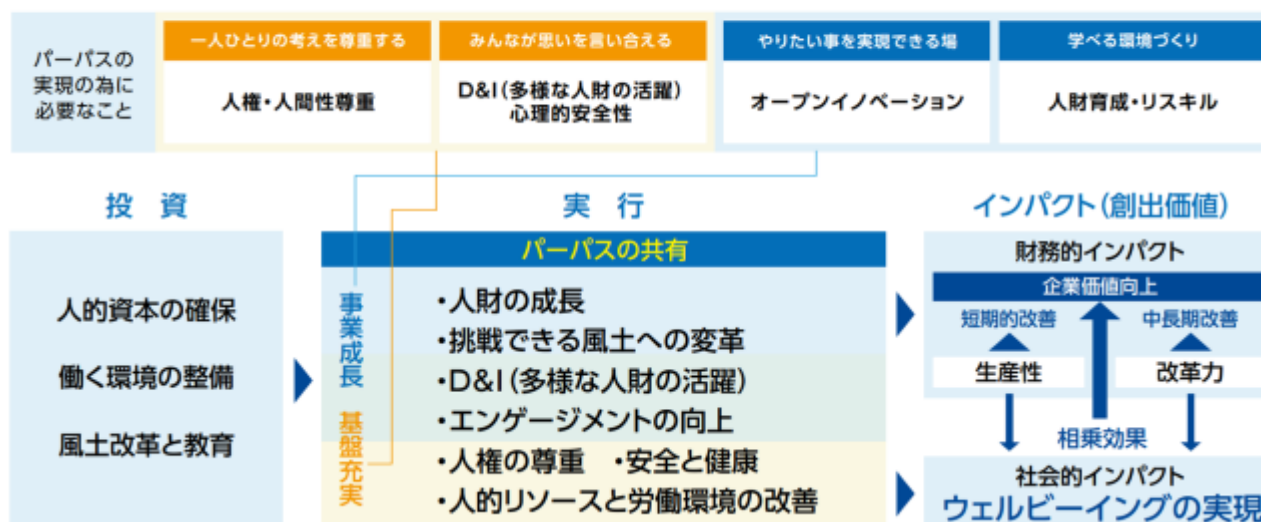 パーパスの
実現の為に
必要なこと
一人ひとりの考えを尊重する
人権・人間性尊重
みんなが思いを言い合える
D&I(多様な人財の活躍)
心理的安全性
やりたい事を実現できる場
オープンイノベーション
学べる環境づくり
人財育成・リスキル
投 資
人的資本の確保
働く環境の整備
風土改革と教育
実 行
パーパスの共有
事業成長
基盤充実
・人財の成長
・挑戦できる風土への変革
・D&I(多様な人財の活躍)
・エンゲージメントの向上
・人権の尊重 ・安全と健康
・人的リソースと労働環境の改善
インパクト(創出価値)
財務的インパクト
企業価値向上
短期的改善 中長期改善
生産性 改革力
相乗効果
社会的インパクト
ウェルビーイングの実現